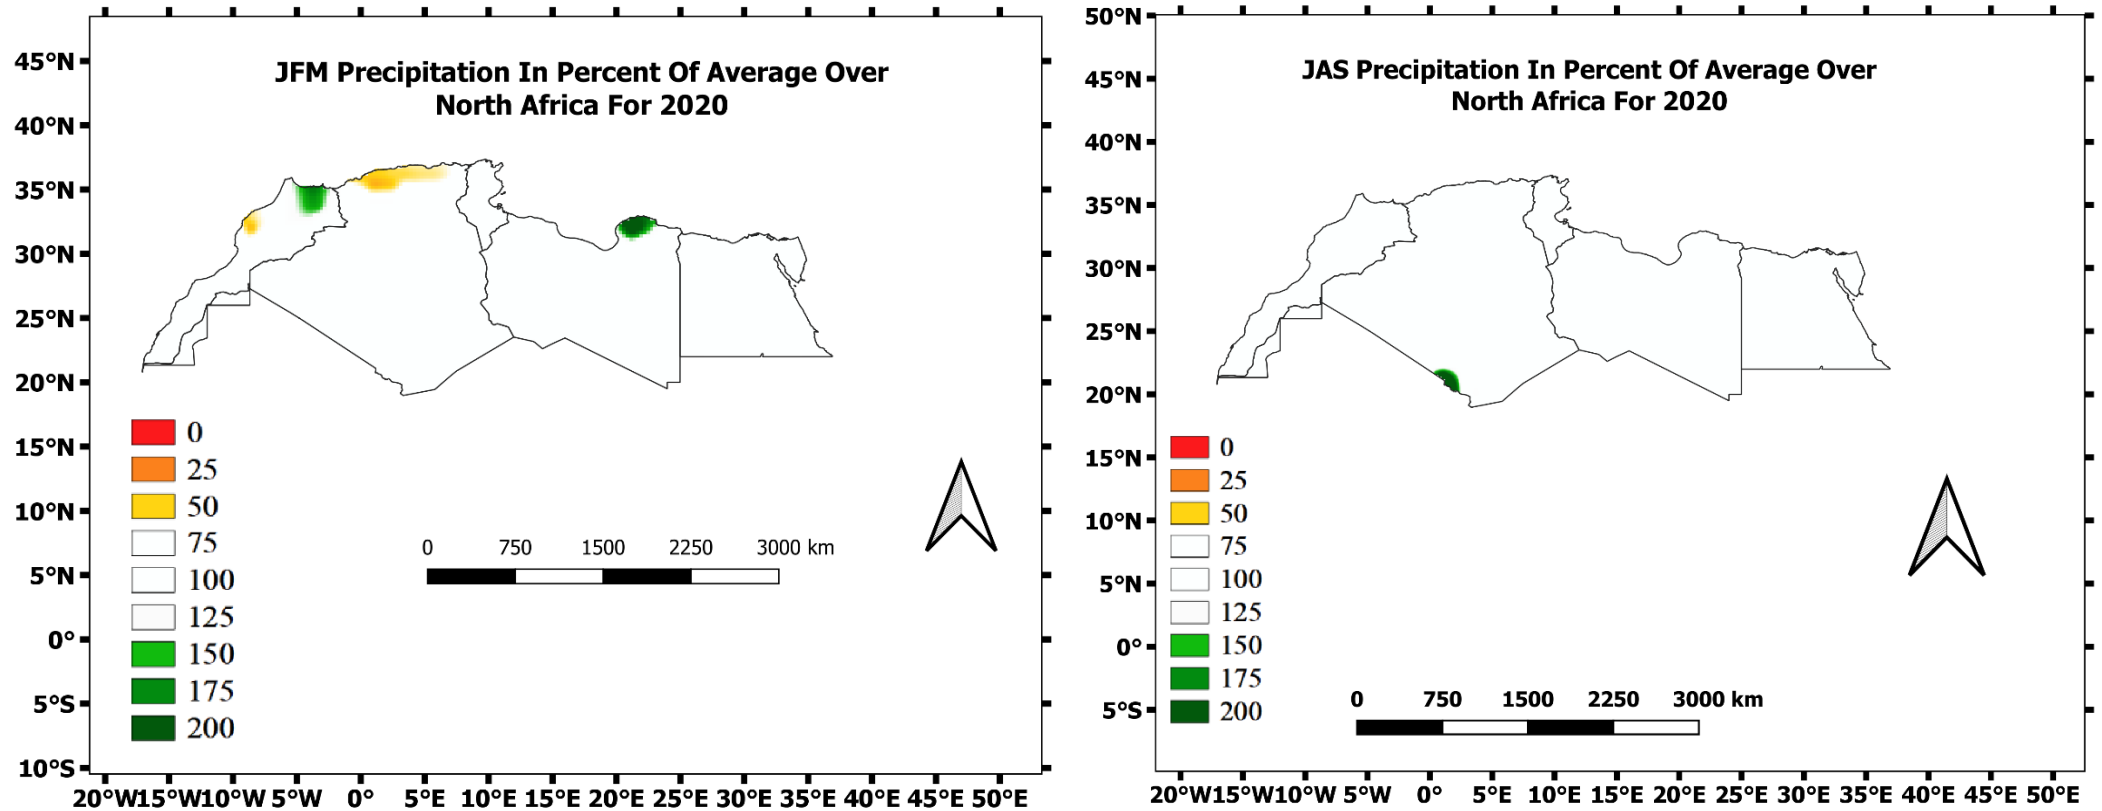 JFM Precipitation In Percent Of Average Over
North Africa For 2020
45°N
40°N
35°N
30°N
25°N
20°N
15°N
10°N
5°N
0°
5°S
10°S
0
25
50
75
100
125
150
175
200
0 750 1500 2250 3000 km
20°W 15°W 10°W 5°W 0° 5°E 10°E 15°E 20°E 25°E 30°E 35°E 40°E 45°E 50°E
JAS Precipitation In Percent Of Average Over
North Africa For 2020
50°N
45°N
40°N
35°N
30°N
25°N
20°N
15°N
10°N
5°N
0°
5°S
0
25
50
75
100
125
150
175
200
0 750 1500 2250 3000 km
20°W 15°W 10°W 5°W 0° 5°E 10°E 15°E 20°E 25°E 30°E 35°E 40°E 45°E 50°E